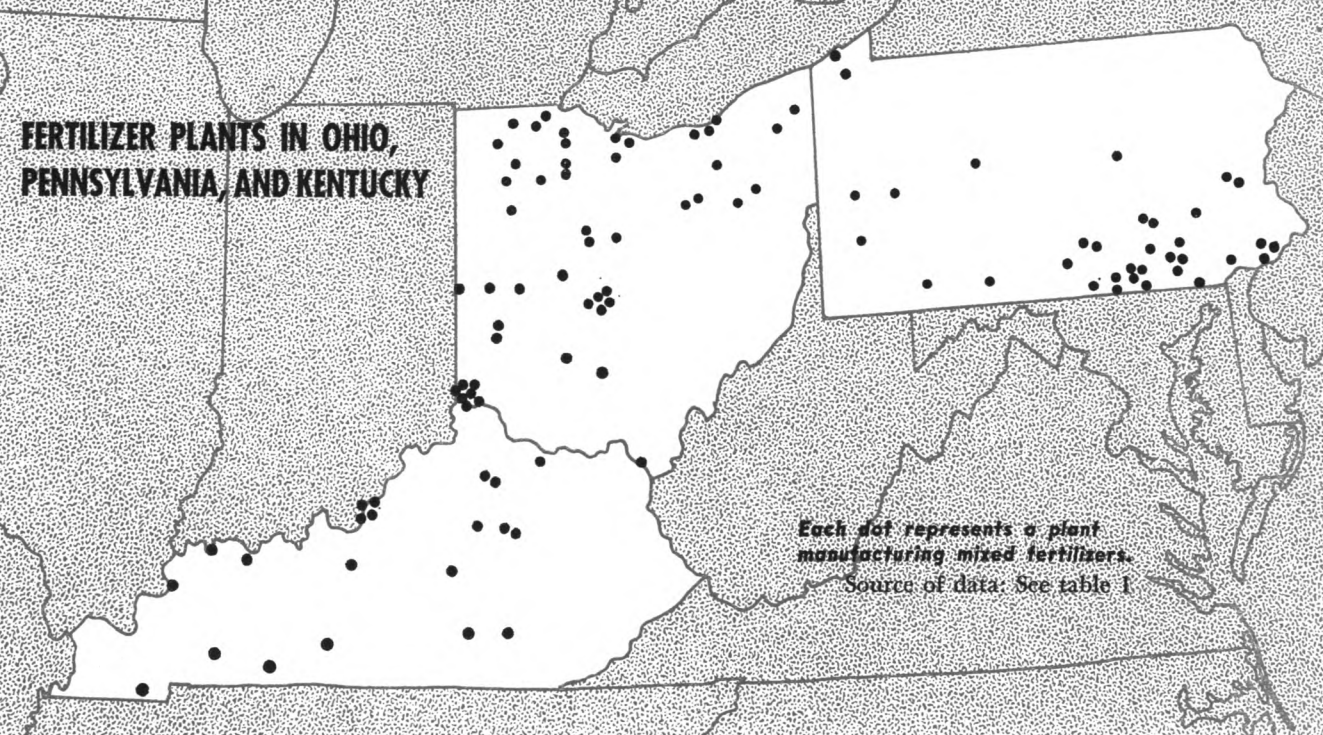 FERTILIZER PLANTS IN OHIO,
PENNSYLVANIA, AND KENTUCKY
Each dot represents a plant
manufacturing mixed fertilizers.
Source of data: See table 1